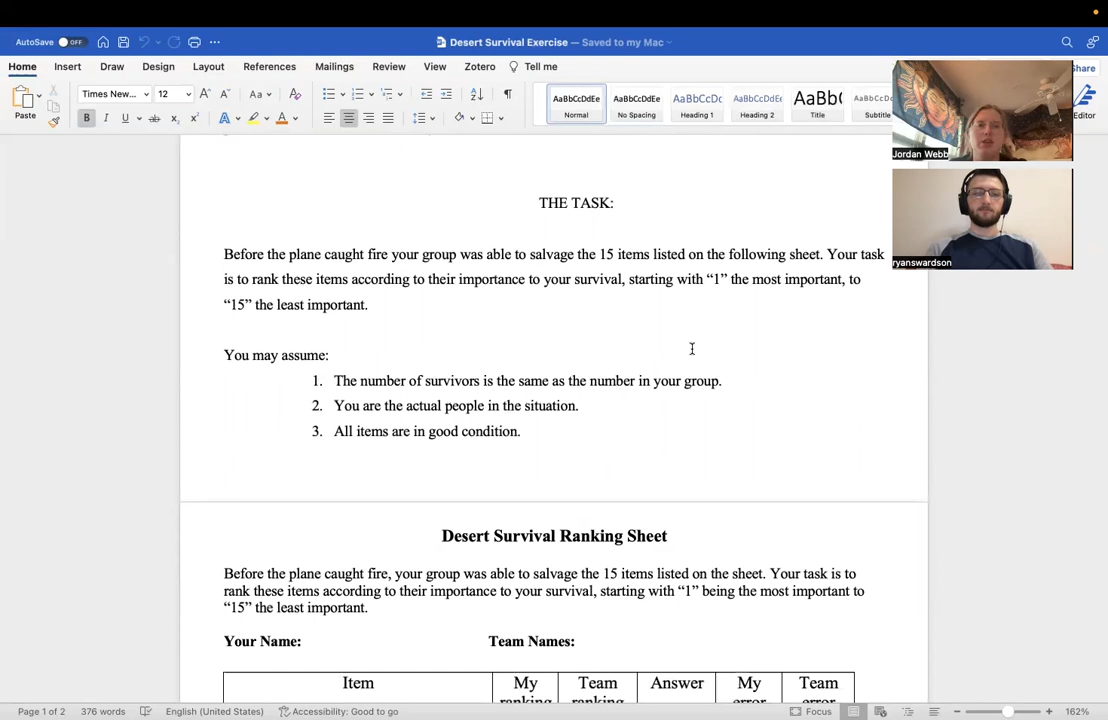 AutoSave OFF
Desert Survival Exercise — Saved to my Mac
Home Insert Draw Design Layout References Mailings Review View Zotero Tell me
Share
Paste
Times New... 12
Aa
B I U ab x x
A A
AaBbCcDdEe AaBbCcDdEe AaBbCcDc AaBbCcDdEe AaBb( AaBbCcDc
Normal No Spacing Heading 1 Heading 2 Title Subtitle
Editor
Jordan Webb
ryanswardson
THE TASK:
Before the plane caught fire your group was able to salvage the 15 items listed on the following sheet. Your task
is to rank these items according to their importance to your survival, starting with “1” the most important, to
“15” the least important.
You may assume:
1. The number of survivors is the same as the number in your group.
2. You are the actual people in the situation.
3. All items are in good condition.
Desert Survival Ranking Sheet
Before the plane caught fire, your group was able to salvage the 15 items listed on the sheet. Your task is to
rank these items according to their importance to your survival, starting with “1” being the most important to
“15” the least important.
Your Name: Team Names:
Item My Team Answer My Team
ranking ranking error error
Page 1 of 2 376 words English (United States) Accessibility: Good to go Focus 162%